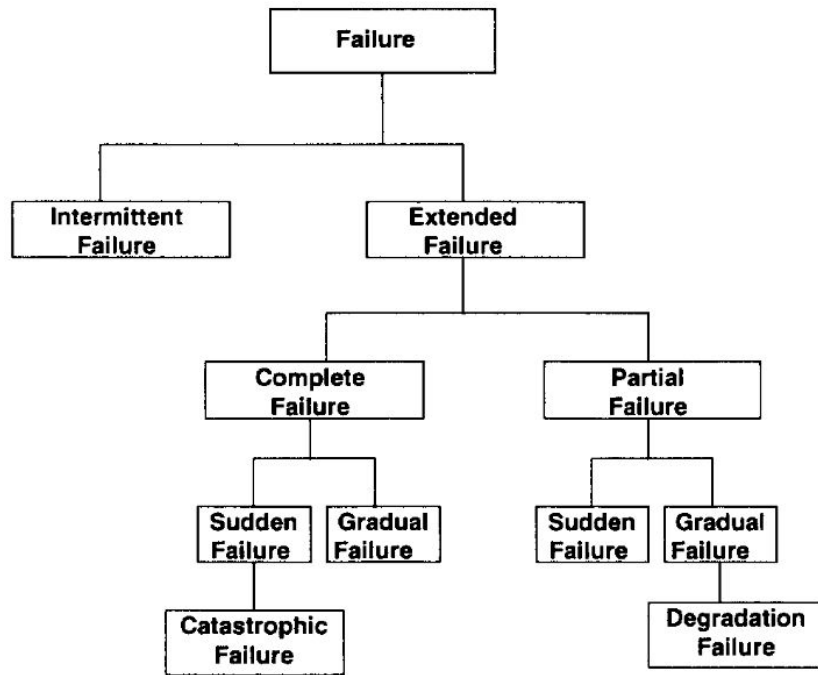 Failure
Intermittent
Failure
Extended
Failure
Complete
Failure
Partial
Failure
Sudden
Failure
Gradual
Failure
Sudden
Failure
Gradual
Failure
Catastrophic
Failure
Degradation
Failure